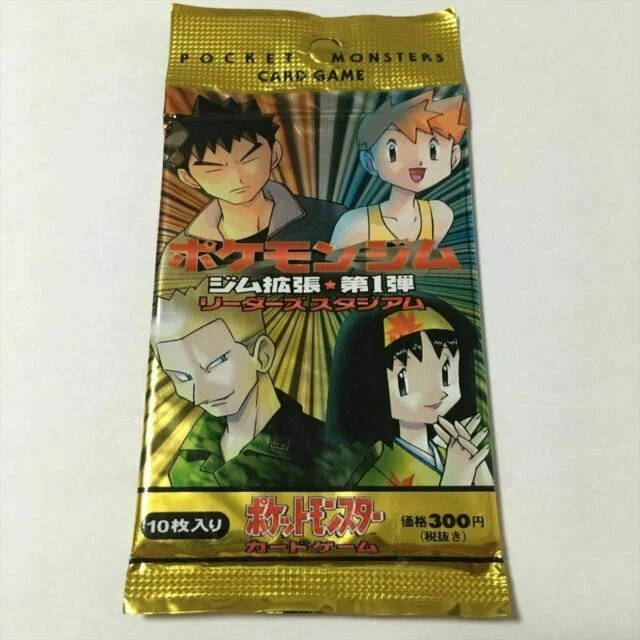 POCKET MONSTERS
CARD GAME
ポケモンジム
ジム拡張★第1弾
リーダーズスタジアム
10枚入り
ポケットモンスター
カードゲーム
価格300円
(税抜き)